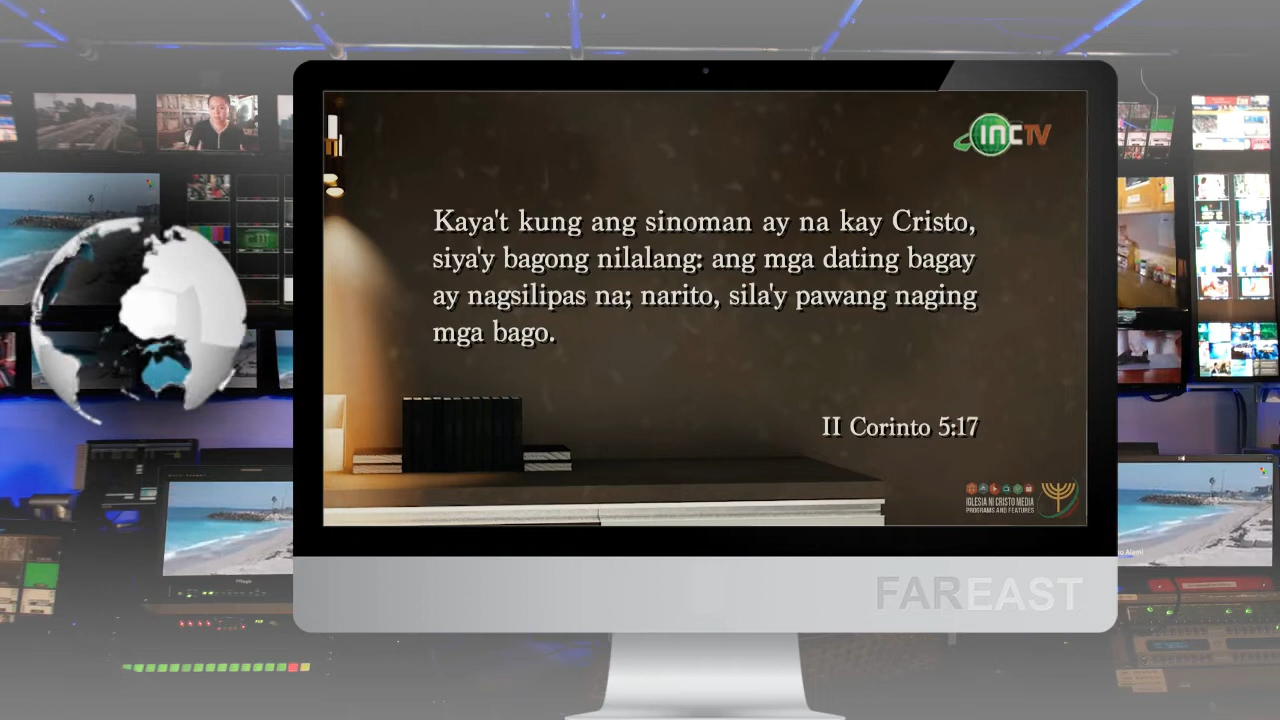 INCTV
Kaya't kung ang sinoman ay na kay Cristo,
siya'y bagong nilalang: ang mga dating bagay
ay nagsilipas na; narito, sila'y pawang naging
mga bago.
II Corinto 5:17
IGLESIA NI CRISTO MEDIA
PROGRAMS AND FEATURES
FAREAST